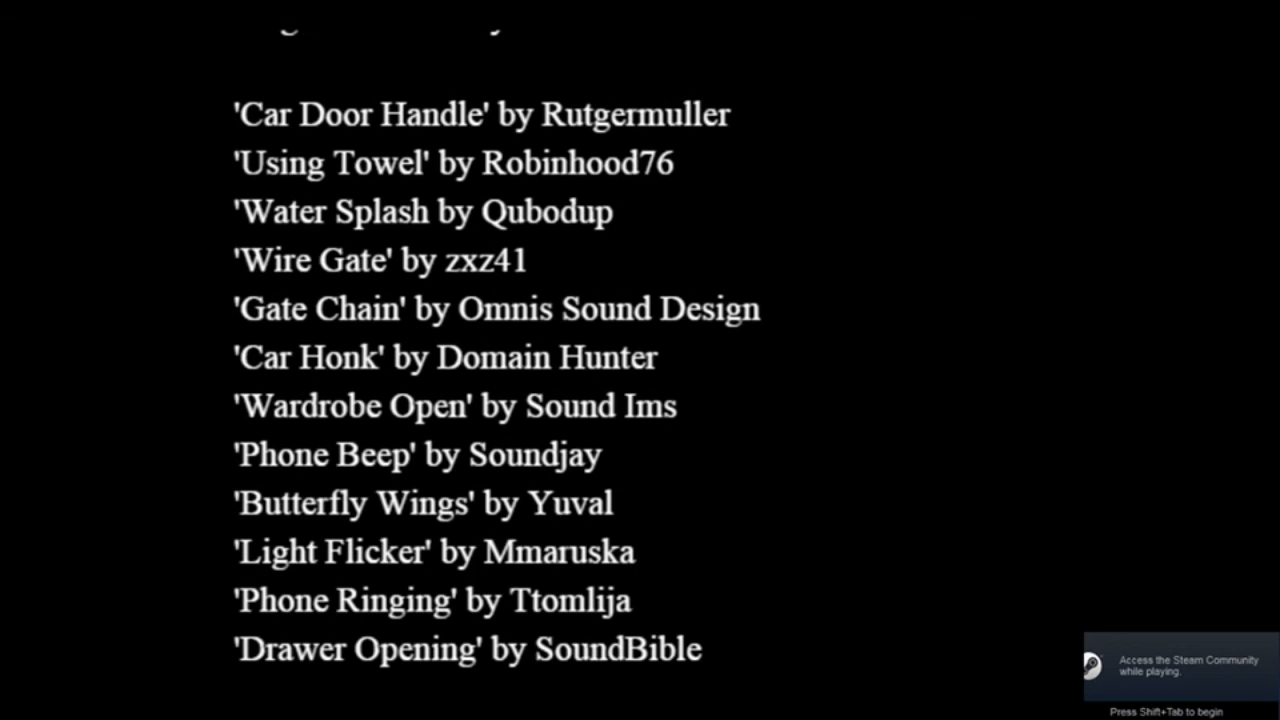 'Car Door Handle' by Rutgermuller
'Using Towel' by Robinhood76
'Water Splash by Qubodup
'Wire Gate' by zxz41
'Gate Chain' by Omnis Sound Design
'Car Honk' by Domain Hunter
'Wardrobe Open' by Sound Ims
'Phone Beep' by Soundjay
'Butterfly Wings' by Yuval
'Light Flicker' by Mmaruska
'Phone Ringing' by Ttomlija
'Drawer Opening' by SoundBible
Access the Steam Community
while playing.
Press Shift+Tab to begin